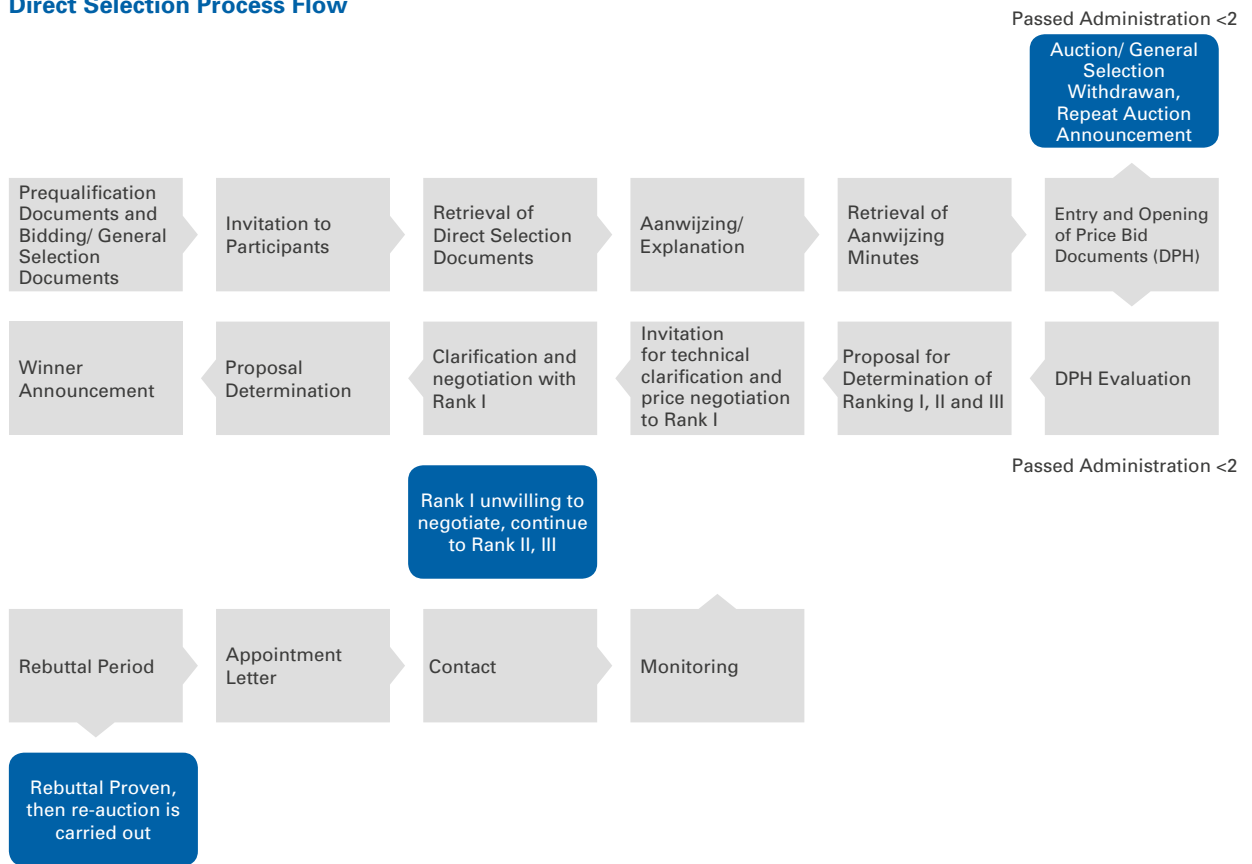 Direct Selection Process Flow
Passed Administration <2
Auction/ General
Selection
Withdrawan,
Repeat Auction
Announcement
Prequalification
Documents and
Bidding/ General
Selection
Documents
Invitation to
Participants
Retrieval of
Direct Selection
Documents
Aanwijzing/
Explanation
Retrieval of
Aanwijzing
Minutes
Entry and Opening
of Price Bid
Documents (DPH)
Winner
Announcement
Proposal
Determination
Clarification and
negotiation with
Rank I
Invitation
for technical
clarification and
price negotiation
to Rank I
Proposal for
Determination of
Ranking I, II and III
DPH Evaluation
Passed Administration <2
Rank I unwilling to
negotiate, continue
to Rank II, III
Rebuttal Period
Appointment
Letter
Contact
Monitoring
Rebuttal Proven,
then re-auction is
carried out